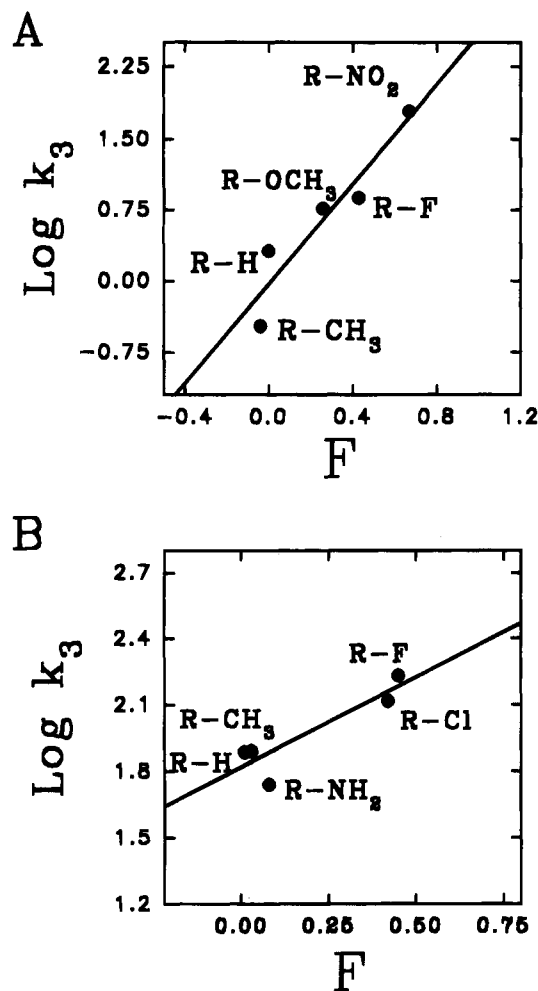 A
Log k₃
2.25
1.50
0.75
0.00
−0.75
R−NO₂
R−OCH₃
R−F
R−H
R−CH₃
−0.4 0.0 0.4 0.8 1.2
F
B
Log k₃
2.7
2.4
2.1
1.8
1.5
1.2
R−F
R−CH₃
R−Cl
R−H
R−NH₂
0.00 0.25 0.50 0.75
F